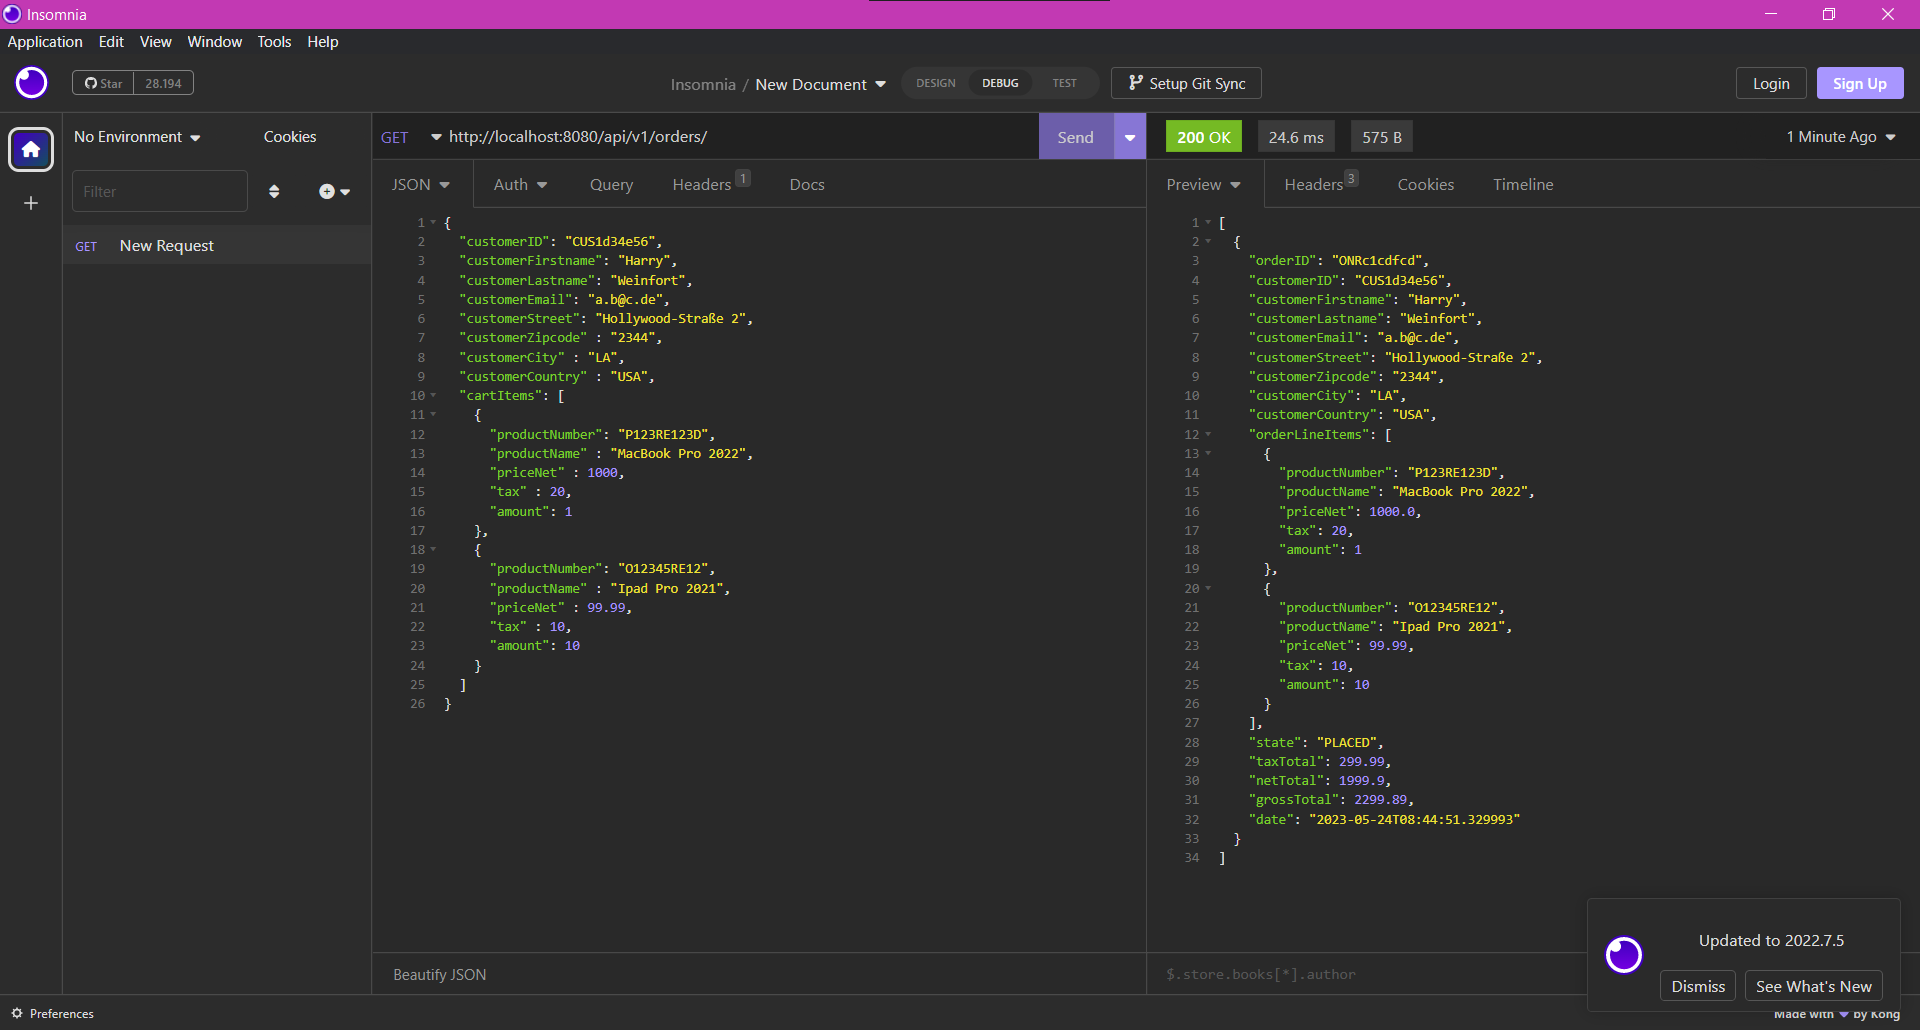 Insomnia
Application Edit View Window Tools Help
Star 28.194
Insomnia / New Document
DESIGN DEBUG TEST
Setup Git Sync
Login Sign Up
No Environment Cookies
Filter
GET New Request
GET http://localhost:8080/api/v1/orders/ Send
JSON Auth Query Headers 1 Docs
1 {
2 "customerID": "CUS1d34e56",
3 "customerFirstname": "Harry",
4 "customerLastname": "Weinfort",
5 "customerEmail": "a.b@c.de",
6 "customerStreet": "Hollywood-Straße 2",
7 "customerZipcode" : "2344",
8 "customerCity" : "LA",
9 "customerCountry" : "USA",
10 "cartItems": [
11 {
12 "productNumber": "P123RE123D",
13 "productName" : "MacBook Pro 2022",
14 "priceNet" : 1000,
15 "tax" : 20,
16 "amount": 1
17 },
18 {
19 "productNumber": "O12345RE12",
20 "productName" : "Ipad Pro 2021",
21 "priceNet" : 99.99,
22 "tax" : 10,
23 "amount": 10
24 }
25 ]
26 }
Beautify JSON
200 OK 24.6 ms 575 B 1 Minute Ago
Preview Headers 3 Cookies Timeline
1 [
2 {
3 "orderID": "ONRc1cdfcd",
4 "customerID": "CUS1d34e56",
5 "customerFirstname": "Harry",
6 "customerLastname": "Weinfort",
7 "customerEmail": "a.b@c.de",
8 "customerStreet": "Hollywood-Straße 2",
9 "customerZipcode": "2344",
10 "customerCity": "LA",
11 "customerCountry": "USA",
12 "orderLineItems": [
13 {
14 "productNumber": "P123RE123D",
15 "productName": "MacBook Pro 2022",
16 "priceNet": 1000.0,
17 "tax": 20,
18 "amount": 1
19 },
20 {
21 "productNumber": "O12345RE12",
22 "productName": "Ipad Pro 2021",
23 "priceNet": 99.99,
24 "tax": 10,
25 "amount": 10
26 }
27 ],
28 "state": "PLACED",
29 "taxTotal": 299.99,
30 "netTotal": 1999.9,
31 "grossTotal": 2299.89,
32 "date": "2023-05-24T08:44:51.329993"
33 }
34 ]
$.store.books[*].author
Updated to 2022.7.5
Dismiss See What's New
Preferences
Made with by Kong